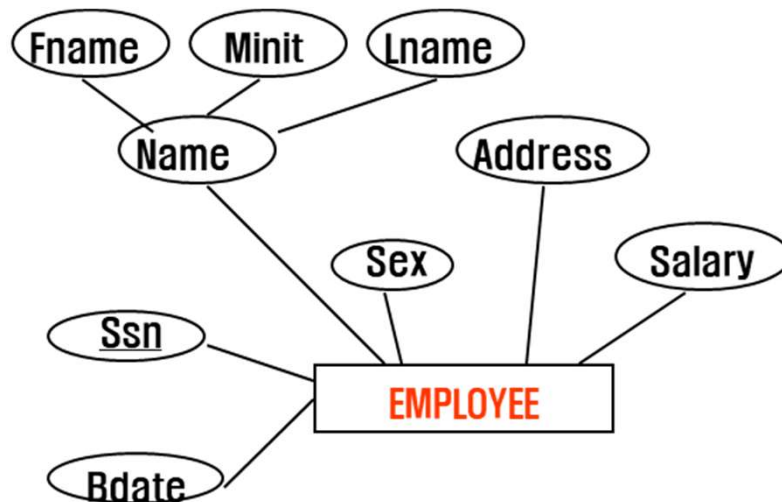 Fname Minit Lname
Name Address
Sex Salary
Ssn
EMPLOYEE
Bdate